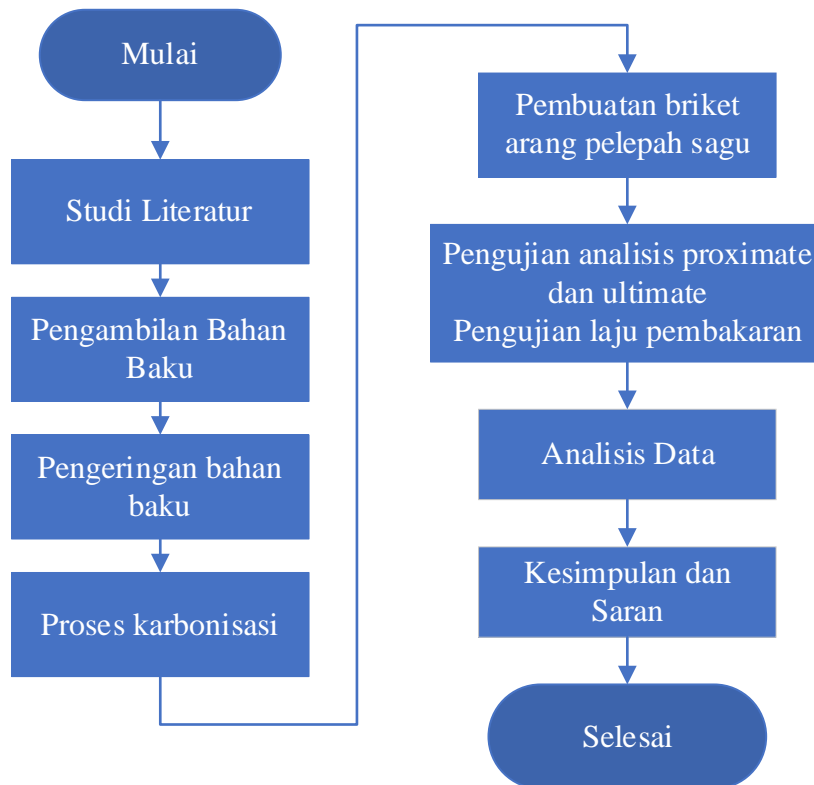 Mulai
Studi Literatur
Pengambilan Bahan
Baku
Pengeringan bahan
baku
Proses karbonisasi
Pembuatan briket
arang pelepah sagu
Pengujian analisis proximate
dan ultimate
Pengujian laju pembakaran
Analisis Data
Kesimpulan dan
Saran
Selesai